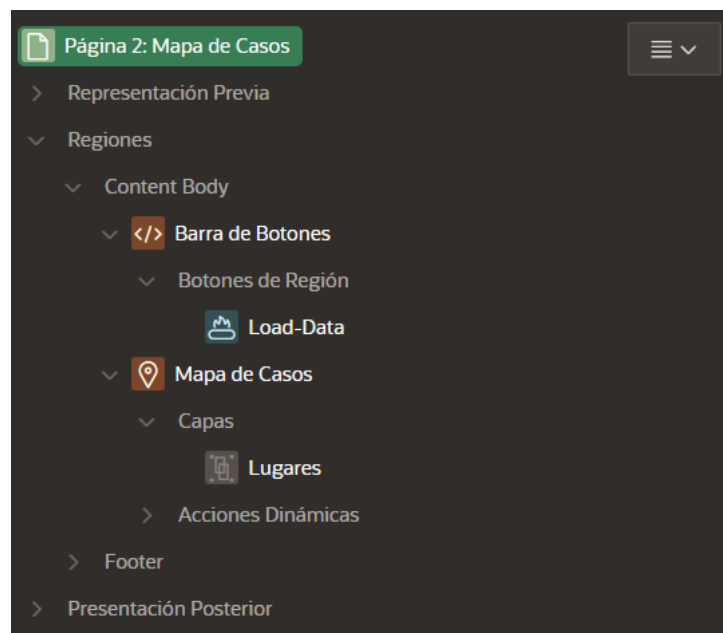 Página 2: Mapa de Casos
Representación Previa
Regiones
Content Body
Barra de Botones
Botones de Región
Load-Data
Mapa de Casos
Capas
Lugares
Acciones Dinámicas
Footer
Presentación Posterior